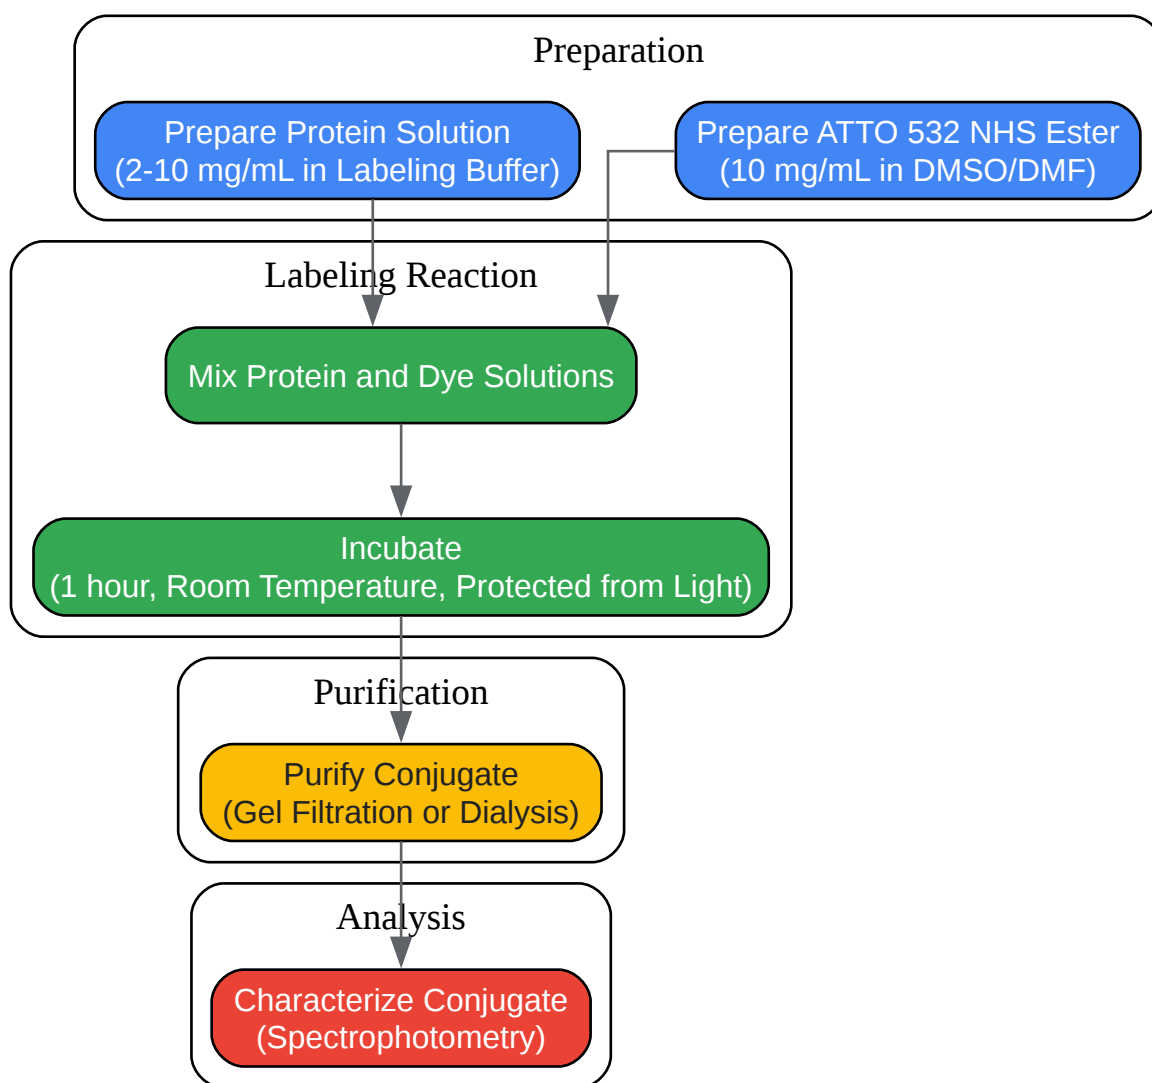 Preparation
Prepare Protein Solution
(2-10 mg/mL in Labeling Buffer)
Prepare ATTO 532 NHS Ester
(10 mg/mL in DMSO/DMF)
Labeling Reaction
Mix Protein and Dye Solutions
Incubate
(1 hour, Room Temperature, Protected from Light)
Purification
Purify Conjugate
(Gel Filtration or Dialysis)
Analysis
Characterize Conjugate
(Spectrophotometry)